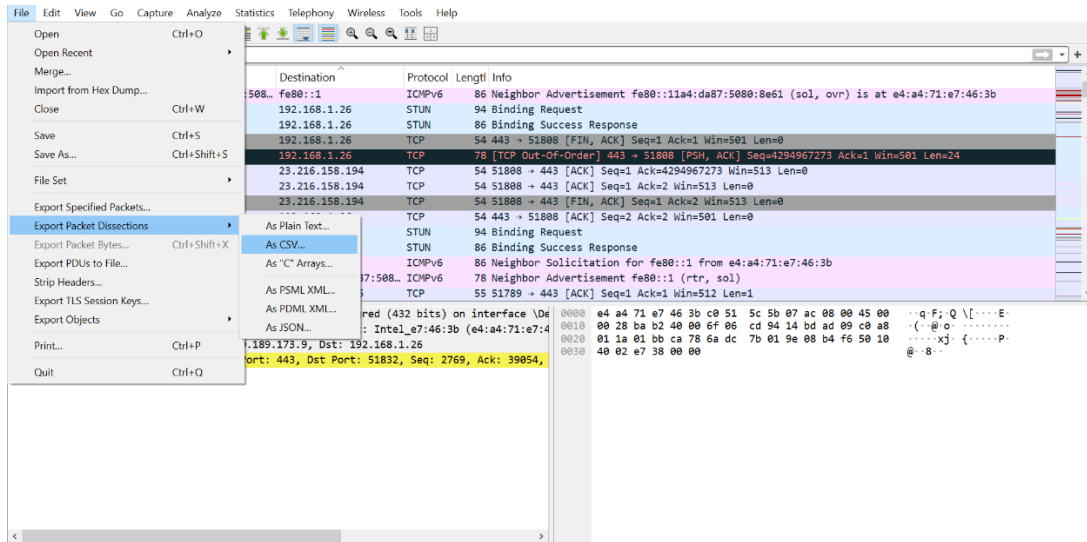 File Edit View Go Capture Analyze Statistics Telephony Wireless Tools Help
Open Ctrl+O
Open Recent
Merge...
Import from Hex Dump...
Close Ctrl+W
Save Ctrl+S
Save As... Ctrl+Shift+S
File Set
Export Specified Packets...
Export Packet Dissections
Export Packet Bytes... Ctrl+Shift+X
Export PDUs to File...
Strip Headers...
Export TLS Session Keys...
Export Objects
Print... Ctrl+P
Quit Ctrl+Q
As Plain Text...
As CSV...
As "C" Arrays...
As PSML XML...
As PDML XML...
As JSON...
Destination Protocol Lengtl Info
:508… fe80::1 ICMPv6 86 Neighbor Advertisement fe80::11a4:da87:5080:8e61 (sol, ovr) is at e4:a4:71:e7:46:3b
192.168.1.26 STUN 94 Binding Request
192.168.1.26 STUN 86 Binding Success Response
192.168.1.26 TCP 54 443 → 51808 [FIN, ACK] Seq=1 Ack=1 Win=501 Len=0
192.168.1.26 TCP 78 [TCP Out-Of-Order] 443 → 51808 [PSH, ACK] Seq=4294967273 Ack=1 Win=501 Len=24
23.216.158.194 TCP 54 51808 → 443 [ACK] Seq=1 Ack=4294967273 Win=513 Len=0
23.216.158.194 TCP 54 51808 → 443 [ACK] Seq=1 Ack=2 Win=513 Len=0
23.216.158.194 TCP 54 51808 → 443 [FIN, ACK] Seq=1 Ack=2 Win=513 Len=0
TCP 54 443 → 51808 [ACK] Seq=2 Ack=2 Win=501 Len=0
STUN 94 Binding Request
STUN 86 Binding Success Response
ICMPv6 86 Neighbor Solicitation for fe80::1 from e4:a4:71:e7:46:3b
37:508… ICMPv6 78 Neighbor Advertisement fe80::1 (rtr, sol)
TCP 55 51789 → 443 [ACK] Seq=1 Ack=1 Win=512 Len=1
red (432 bits) on interface \De
: Intel_e7:46:3b (e4:a4:71:e7:4
.189.173.9, Dst: 192.168.1.26
ort: 443, Dst Port: 51832, Seq: 2769, Ack: 39054,
0000 e4 a4 71 e7 46 3b c0 51 5c 5b 07 ac 08 00 45 00 ··q·F;·Q \[····E·
0010 00 28 ba b2 40 00 6f 06 cd 94 14 bd ad 09 c0 a8 ·(··@·o· ········
0020 01 1a 01 bb ca 78 6a dc 7b 01 9e 08 b4 f6 50 10 ·····xj· {·····P·
0030 40 02 e7 38 00 00 @··8··